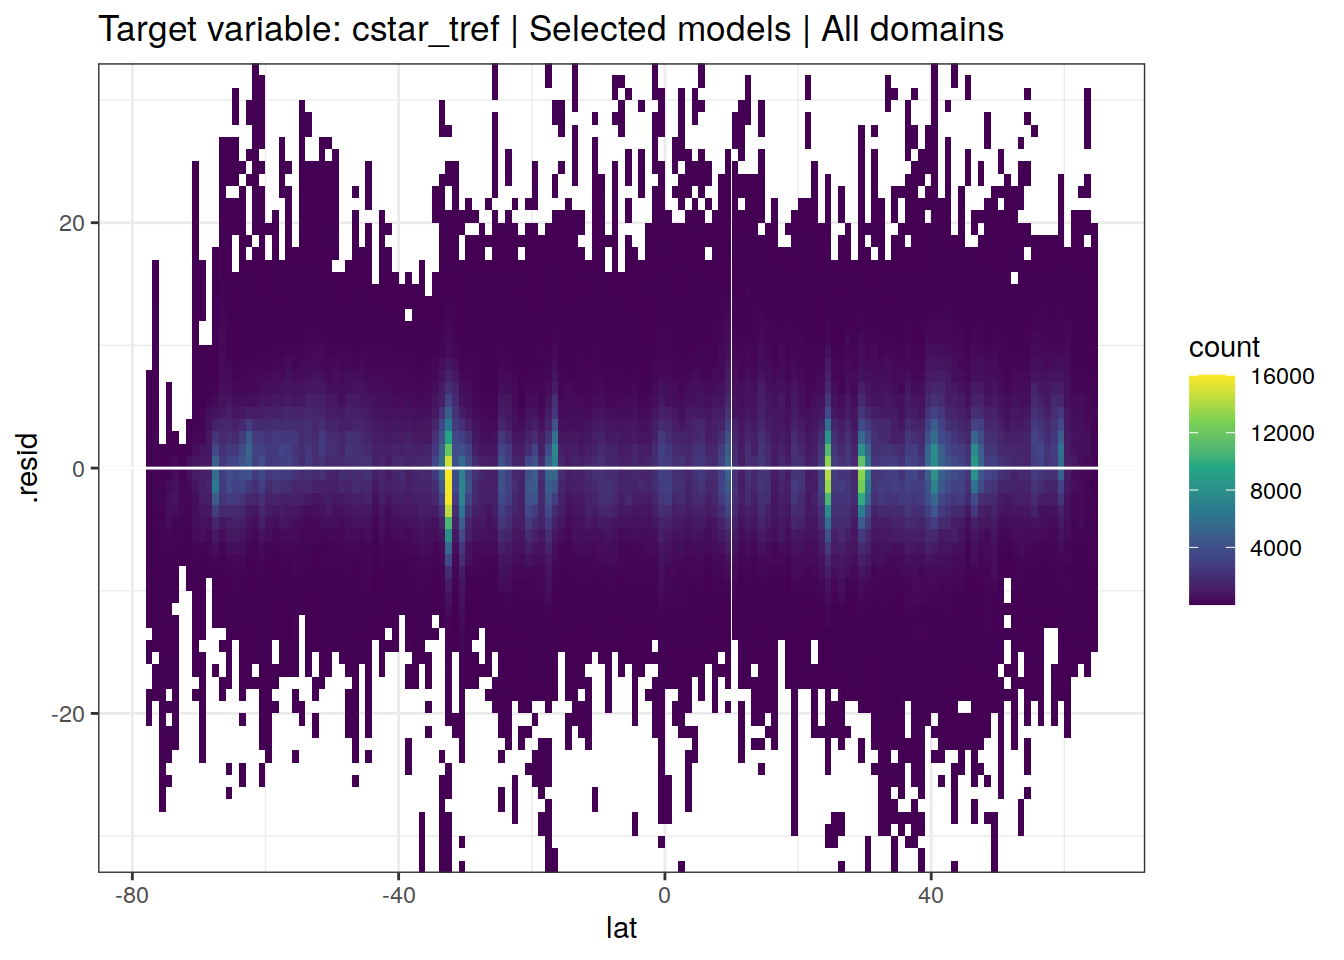 Target variable: cstar_tref | Selected models | All domains
20
0
-20
.resid
-80
-40
0
40
lat
count
16000
12000
8000
4000